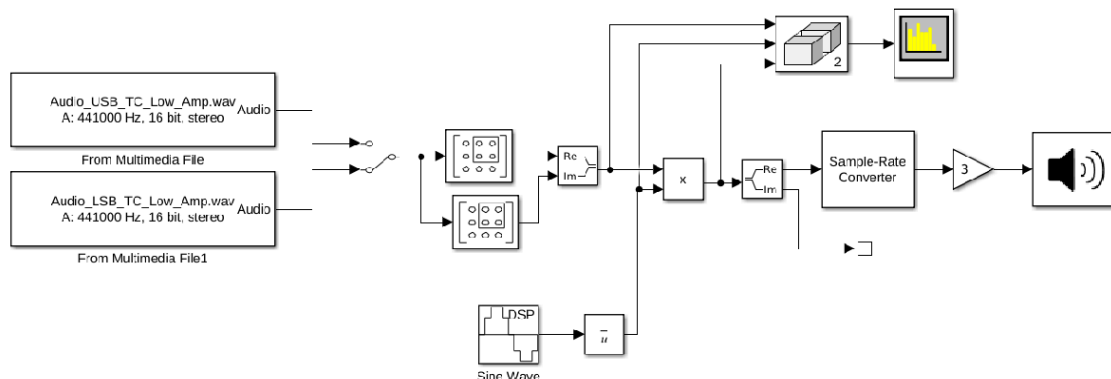 Audio_USB_TC_Low_Amp.wav
A: 441000 Hz, 16 bit, stereo
Audio
From Multimedia File
Audio_LSB_TC_Low_Amp.wav
A: 441000 Hz, 16 bit, stereo
Audio
From Multimedia File1
Re
Im
x
2
Re
Im
Sample-Rate
Converter
3
DSP
Sine Wave
u